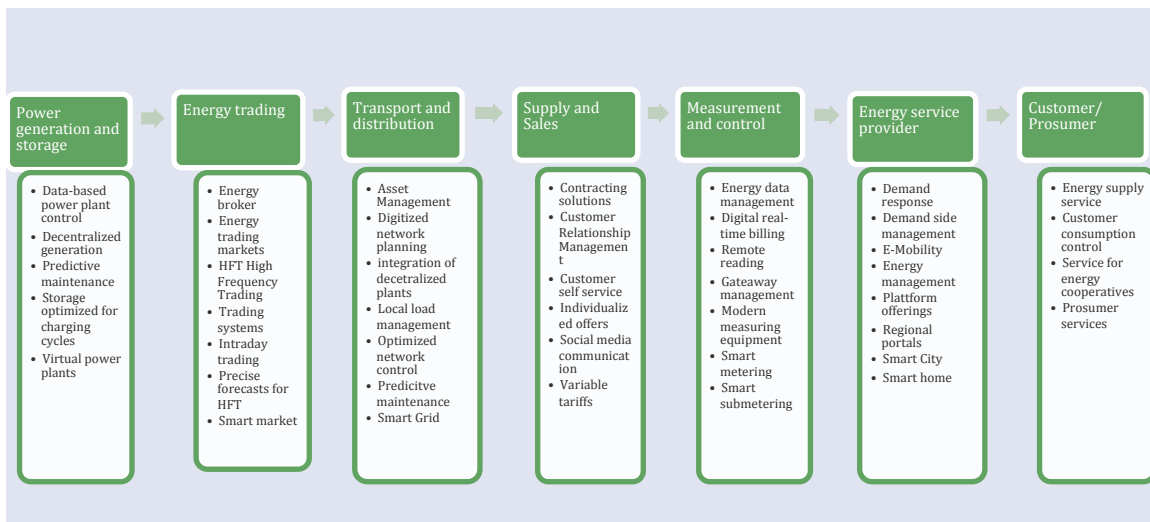 Power
generation and
storage
• Data-based
power plant
control
• Decentralized
generation
• Predictive
maintenance
• Storage
optimized for
charging
cycles
• Virtual power
plants
Energy trading
• Energy
broker
• Energy
trading
markets
• HFT High
Frequency
Trading
• Trading
systems
• Intraday
trading
• Precise
forecasts for
HFT
• Smart market
Transport and
distribution
• Asset
Management
• Digitized
network
planning
• integration of
decetralized
plants
• Local load
management
• Optimized
network
control
• Predicitve
maintenance
• Smart Grid
Supply and
Sales
• Contracting
solutions
• Customer
Relationship
Managemen
t
• Customer
self service
• Individualiz
ed offers
• Social media
communicat
ion
• Variable
tariffs
Measurement
and control
• Energy data
management
• Digital real-
time billing
• Remote
reading
• Gateaway
management
• Modern
measuring
equipment
• Smart
metering
• Smart
submetering
Energy service
provider
• Demand
response
• Demand side
management
• E-Mobility
• Energy
management
• Plattform
offerings
• Regional
portals
• Smart City
• Smart home
Customer/
Prosumer
• Energy supply
service
• Customer
consumption
control
• Service for
energy
cooperatives
• Prosumer
services